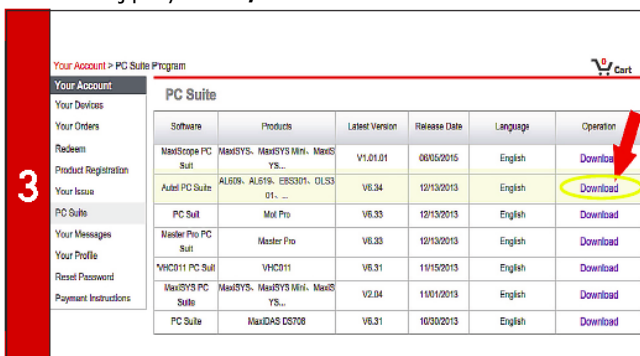 3
Your Account > PC Suite Program
0
Cart
Your Account
Your Devices
Your Orders
Redeem
Product Registration
Your Issue
PC Suite
Your Messages
Your Profile
Reset Password
Payment Instructions
PC Suite
Software Products Latest Version Release Date Language Operation
MaxiScope PC Suit MaxiSYS、MaxiSYS Mini、MaxiSYS... V1.01.01 06/05/2015 English Download
Autel PC Suite AL609、AL619、EBS301、OLS301、... V6.34 12/13/2013 English Download
PC Suit Mot Pro V6.33 12/13/2013 English Download
Master Pro PC Suit Master Pro V6.33 12/13/2013 English Download
VHC011 PC Suit VHC011 V6.31 11/15/2013 English Download
MaxiSYS PC Suite MaxiSYS、MaxiSYS Mini、MaxiSYS... V2.04 11/01/2013 English Download
PC Suite MaxiDAS DS708 V6.31 10/30/2013 English Download